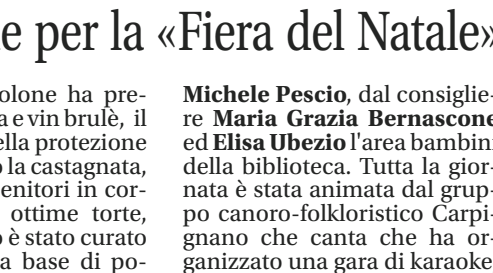 e per la «Fiera del Natale»
olone ha pre-
a e vin brulè, il
ella protezione
o la castagnata,
enitori in cor-
ottime torte,
o è stato curato
a base di po-
Michele Pescio, dal consiglie-
re Maria Grazia Bernascone
ed Elisa Ubezio l'area bambini
della biblioteca. Tutta la gior-
nata è stata animata dal grup-
po canoro-folkloristico Carpi-
gnano che canta che ha or-
ganizzato una gara di karaoke